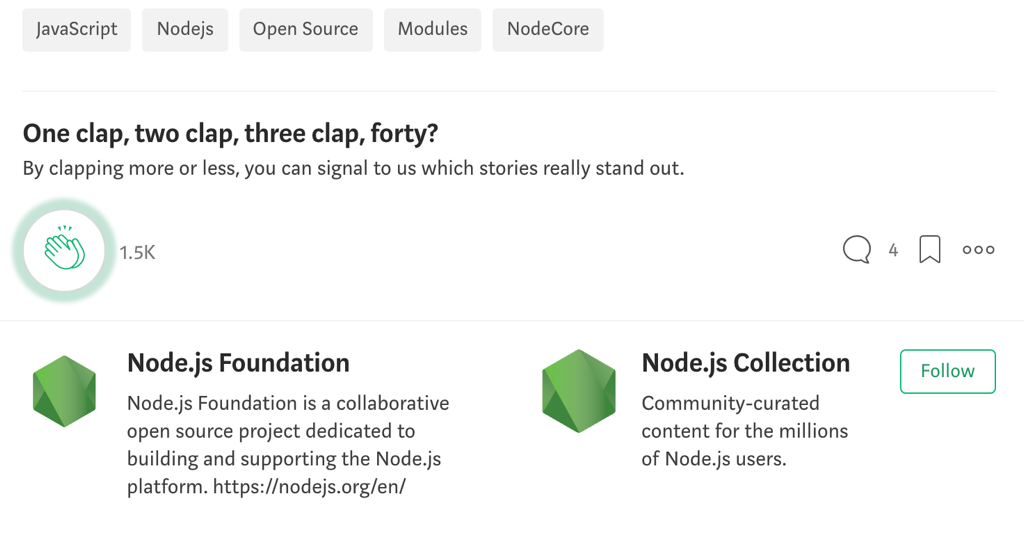 JavaScript Nodejs Open Source Modules NodeCore
One clap, two clap, three clap, forty?
By clapping more or less, you can signal to us which stories really stand out.
1.5K
4
Node.js Foundation
Node.js Foundation is a collaborative
open source project dedicated to
building and supporting the Node.js
platform. https://nodejs.org/en/
Node.js Collection
Community-curated
content for the millions
of Node.js users.
Follow